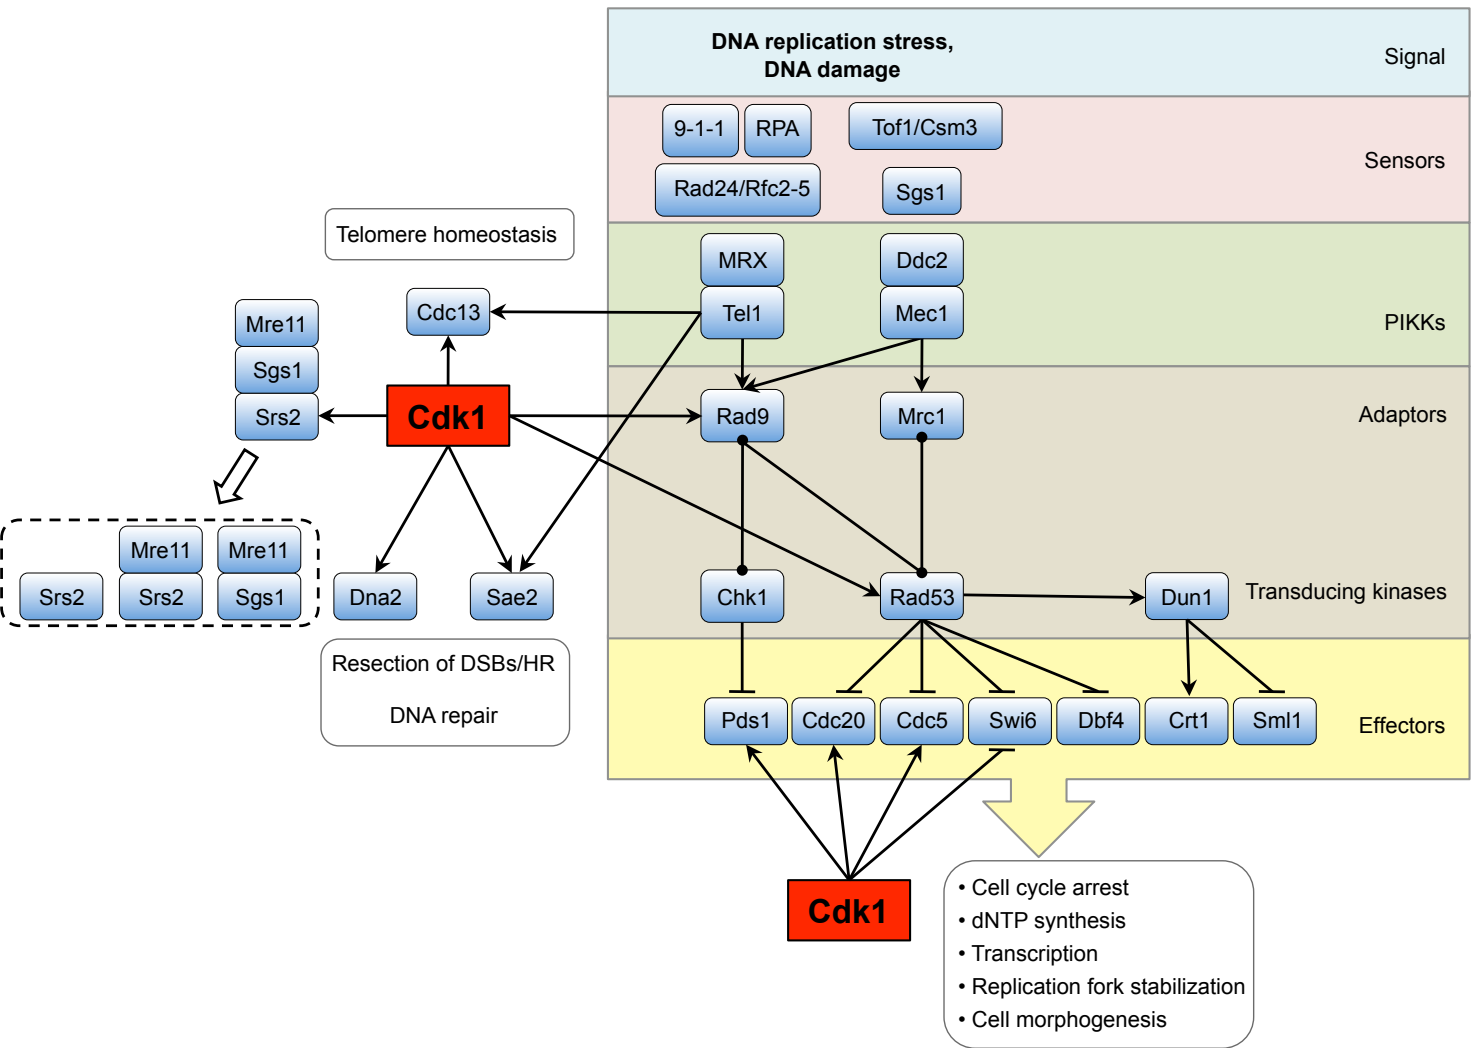 DNA replication stress,
DNA damage
Signal
9-1-1
RPA
Tof1/Csm3
Sensors
Rad24/Rfc2-5
Sgs1
Telomere homeostasis
MRX
Ddc2
Cdc13
Tel1
Mec1
PIKKs
Mre11
Sgs1
Srs2
Cdk1
Rad9
Mrc1
Adaptors
Mre11
Mre11
Srs2
Srs2
Sgs1
Dna2
Sae2
Chk1
Rad53
Dun1
Transducing kinases
Resection of DSBs/HR
DNA repair
Pds1
Cdc20
Cdc5
Swi6
Dbf4
Crt1
Sml1
Effectors
Cdk1
• Cell cycle arrest
• dNTP synthesis
• Transcription
• Replication fork stabilization
• Cell morphogenesis